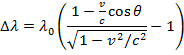 Δλ = λ₀ ( (1 − (v/c) cos θ) / √(1 − v²/c²) − 1 )